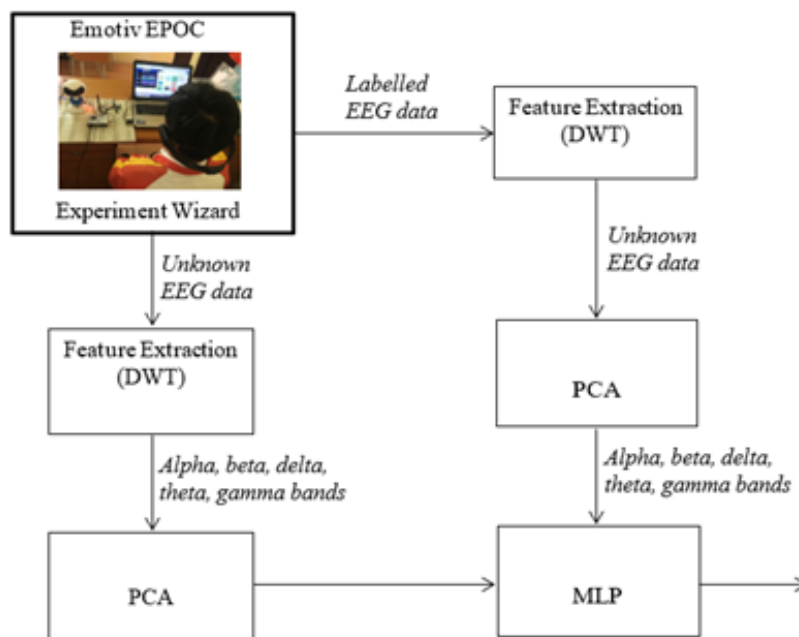 Emotiv EPOC
Experiment Wizard
Labelled
EEG data
Feature Extraction
(DWT)
Unknown
EEG data
Unknown
EEG data
Feature Extraction
(DWT)
PCA
Alpha, beta, delta,
theta, gamma bands
Alpha, beta, delta,
theta, gamma bands
PCA
MLP